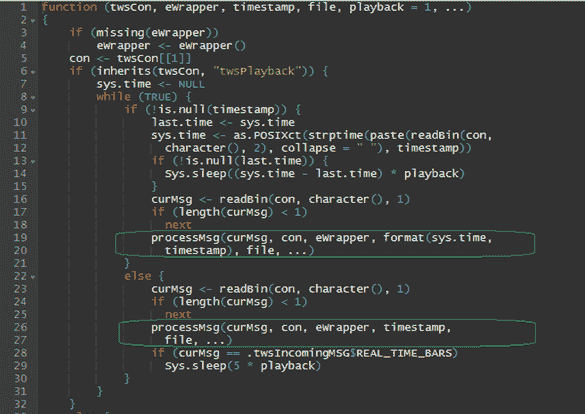 1 function (twsCon, eWrapper, timestamp, file, playback = 1, ...)
2 {
3 if (missing(eWrapper))
4 eWrapper <- eWrapper()
5 con <- twsCon[[1]]
6 if (inherits(twsCon, "twsPlayback")) {
7 sys.time <- NULL
8 while (TRUE) {
9 if (!is.null(timestamp)) {
10 last.time <- sys.time
11 sys.time <- as.POSIXct(strptime(paste(readBin(con,
12 character(), 2), collapse = " "), timestamp))
13 if (!is.null(last.time)) {
14 Sys.sleep((sys.time - last.time) * playback)
15 }
16 curMsg <- readBin(con, character(), 1)
17 if (length(curMsg) < 1)
18 next
19 processMsg(curMsg, con, eWrapper, format(sys.time,
20 timestamp), file, ...)
21 }
22 else {
23 curMsg <- readBin(con, character(), 1)
24 if (length(curMsg) < 1)
25 next
26 processMsg(curMsg, con, eWrapper, timestamp,
27 file, ...)
28 if (curMsg == .twsIncomingMSG$REAL_TIME_BARS)
29 Sys.sleep(5 * playback)
30 }
31 }
32 }